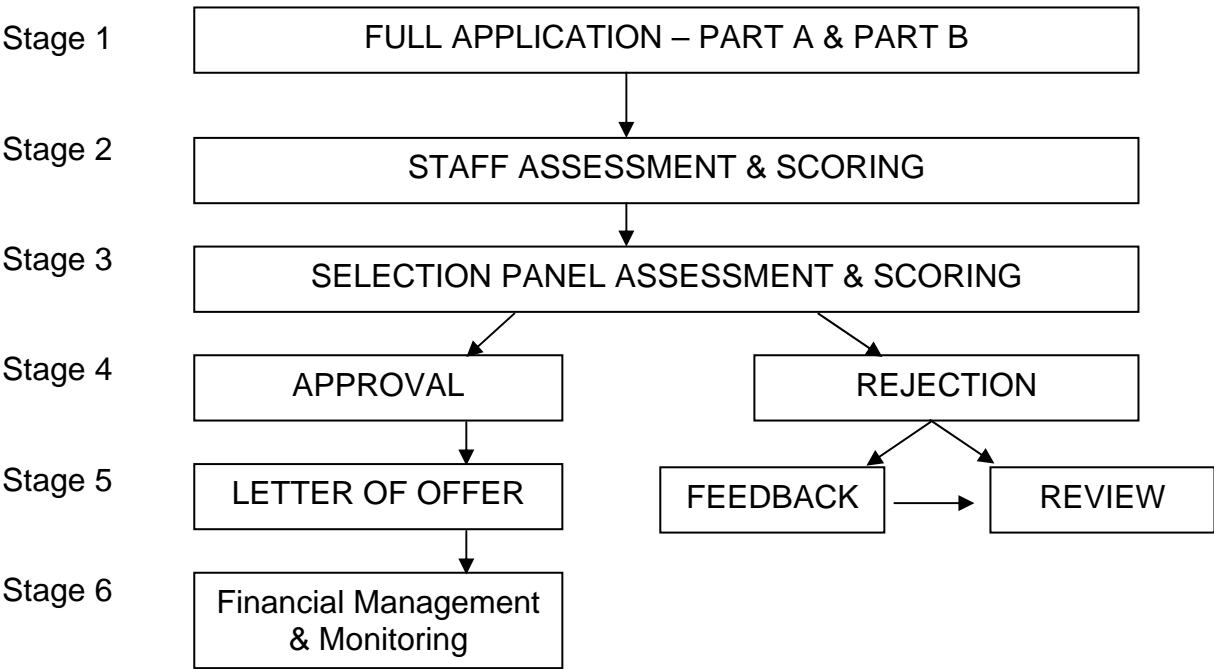 Stage 1
FULL APPLICATION – PART A & PART B
Stage 2
STAFF ASSESSMENT & SCORING
Stage 3
SELECTION PANEL ASSESSMENT & SCORING
Stage 4
APPROVAL
REJECTION
Stage 5
LETTER OF OFFER
FEEDBACK
REVIEW
Stage 6
Financial Management
& Monitoring